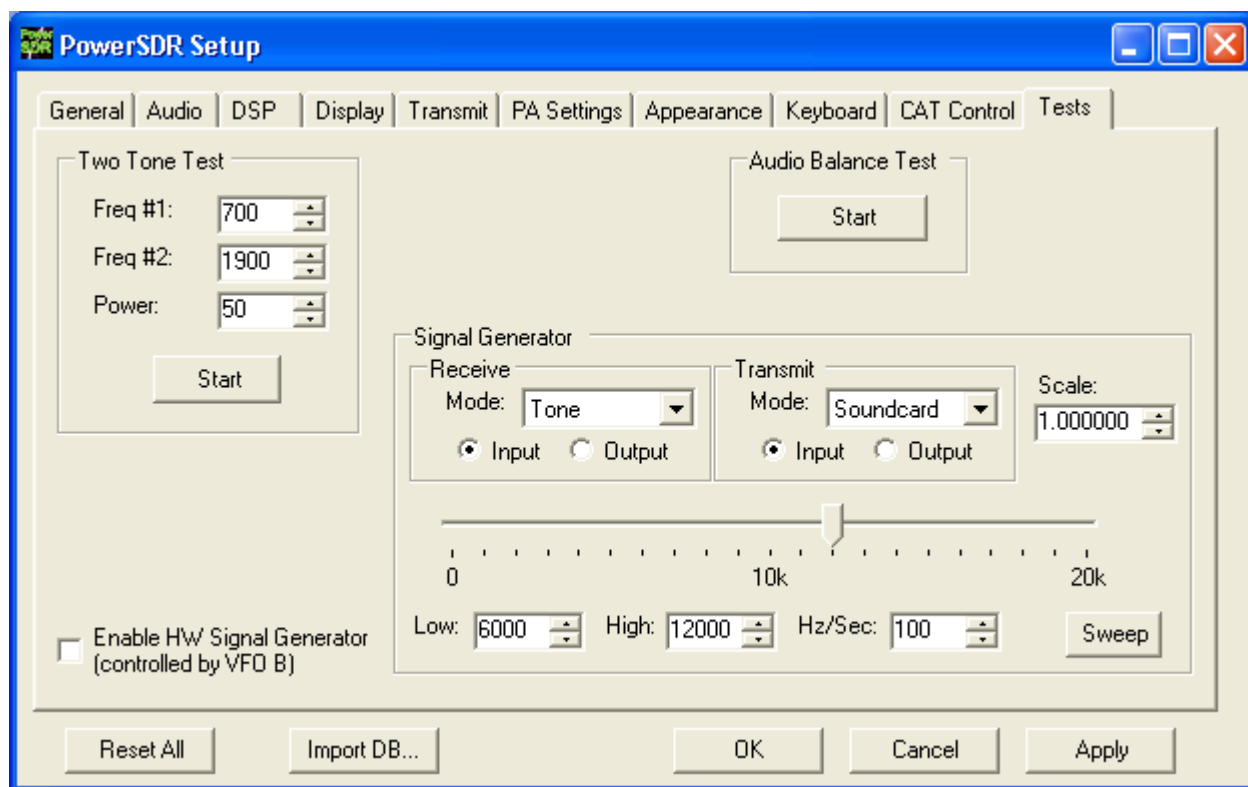 Power SDR
PowerSDR Setup
General Audio DSP Display Transmit PA Settings Appearance Keyboard CAT Control Tests
Two Tone Test
Freq #1: 700
Freq #2: 1900
Power: 50
Start
Audio Balance Test
Start
Signal Generator
Receive
Mode: Tone
Input Output
Transmit
Mode: Soundcard
Input Output
Scale:
1.000000
0 10k 20k
Low: 6000 High: 12000 Hz/Sec: 100 Sweep
Enable HW Signal Generator
(controlled by VFO B)
Reset All Import DB... OK Cancel Apply